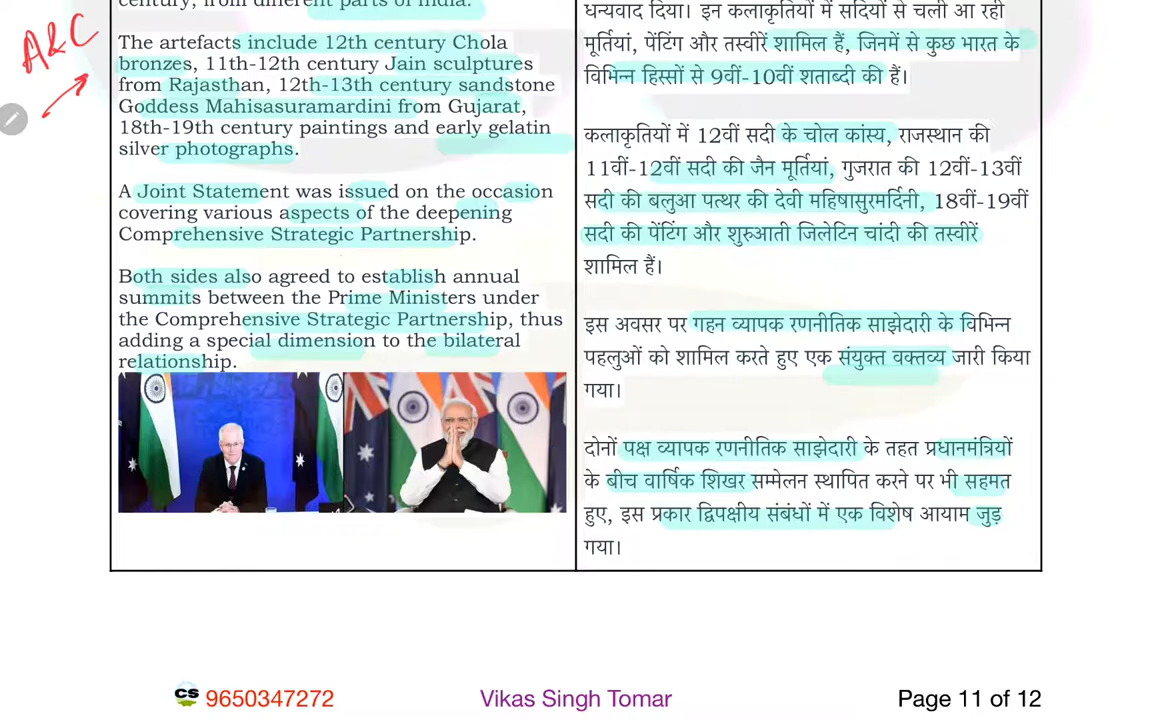 century, from different parts of India.
A&C
The artefacts include 12th century Chola
bronzes, 11th-12th century Jain sculptures
from Rajasthan, 12th-13th century sandstone
Goddess Mahisasuramardini from Gujarat,
18th-19th century paintings and early gelatin
silver photographs.
A Joint Statement was issued on the occasion
covering various aspects of the deepening
Comprehensive Strategic Partnership.
Both sides also agreed to establish annual
summits between the Prime Ministers under
the Comprehensive Strategic Partnership, thus
adding a special dimension to the bilateral
relationship.
धन्यवाद दिया। इन कलाकृतियों में सदियों से चली आ रही
मूर्तियां, पेंटिंग और तस्वीरें शामिल हैं, जिनमें से कुछ भारत के
विभिन्न हिस्सों से 9वीं-10वीं शताब्दी की हैं।
कलाकृतियों में 12वीं सदी के चोल कांस्य, राजस्थान की
11वीं-12वीं सदी की जैन मूर्तियां, गुजरात की 12वीं-13वीं
सदी की बलुआ पत्थर की देवी महिषासुरमर्दिनी, 18वीं-19वीं
सदी की पेंटिंग और शुरुआती जिलेटिन चांदी की तस्वीरें
शामिल हैं।
इस अवसर पर गहन व्यापक रणनीतिक साझेदारी के विभिन्न
पहलुओं को शामिल करते हुए एक संयुक्त वक्तव्य जारी किया
गया।
दोनों पक्ष व्यापक रणनीतिक साझेदारी के तहत प्रधानमंत्रियों
के बीच वार्षिक शिखर सम्मेलन स्थापित करने पर भी सहमत
हुए, इस प्रकार द्विपक्षीय संबंधों में एक विशेष आयाम जुड़
गया।
CS 9650347272 Vikas Singh Tomar Page 11 of 12